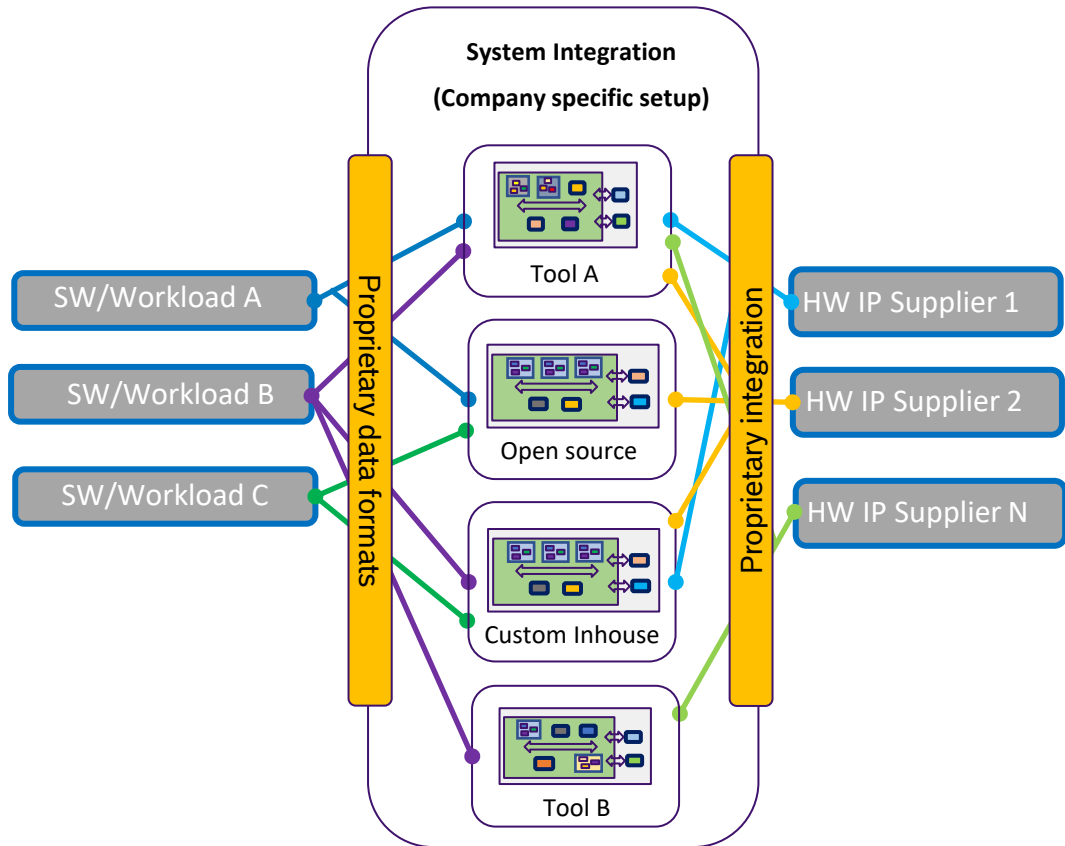 System Integration
(Company specific setup)
Proprietary data formats
Proprietary integration
Tool A
SW/Workload A
HW IP Supplier 1
SW/Workload B
HW IP Supplier 2
Open source
SW/Workload C
HW IP Supplier N
Custom Inhouse
Tool B